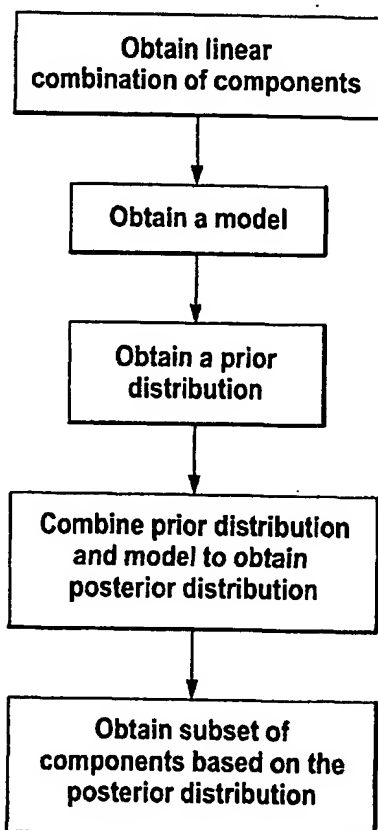 Obtain linear
combination of components
Obtain a model
Obtain a prior
distribution
Combine prior distribution
and model to obtain
posterior distribution
Obtain subset of
components based on the
posterior distribution